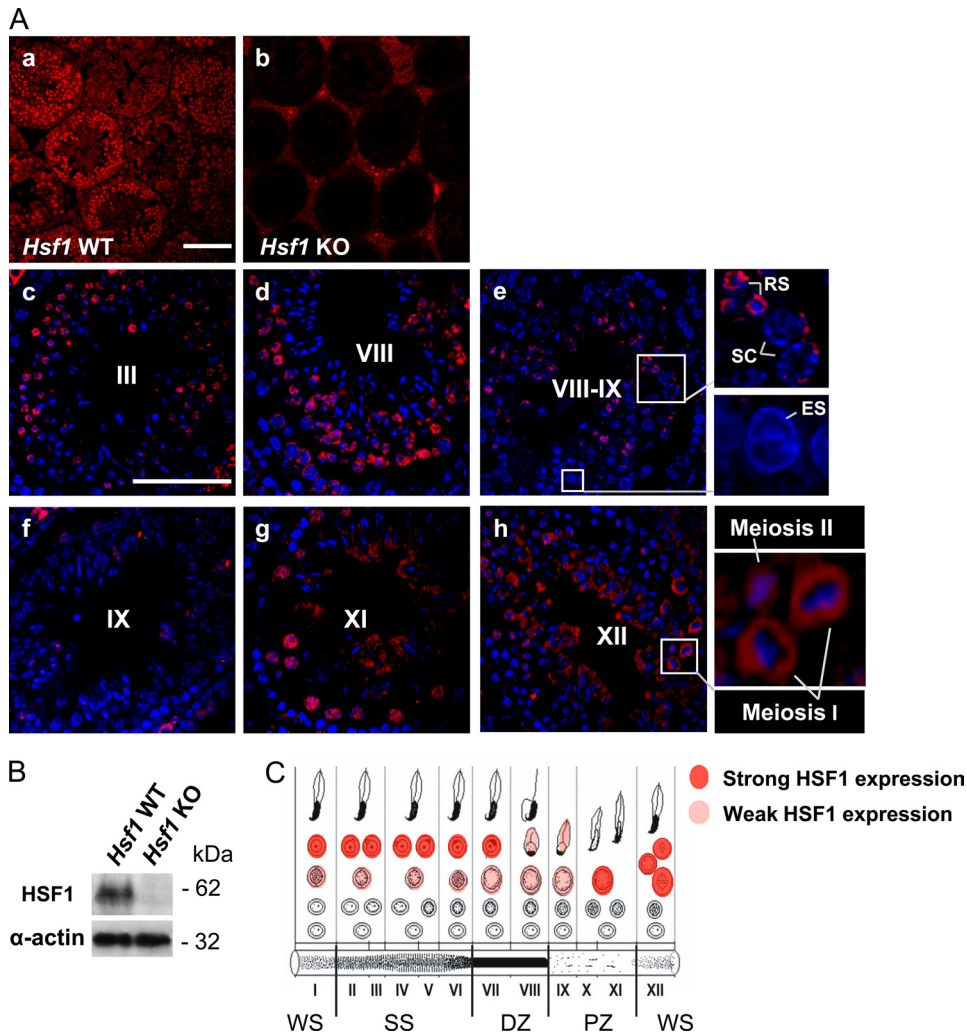 A
a
b
Hsf1 WT
Hsf1 KO
c
d
e
III
VIII
VIII-IX
RS
SC
ES
f
g
h
IX
XI
XII
Meiosis II
Meiosis I
B
Hsf1 WT
Hsf1 KO
kDa
HSF1
- 62
α-actin
- 32
C
Strong HSF1 expression
Weak HSF1 expression
I II III IV V VI VII VIII IX X XI XII
WS SS DZ PZ WS